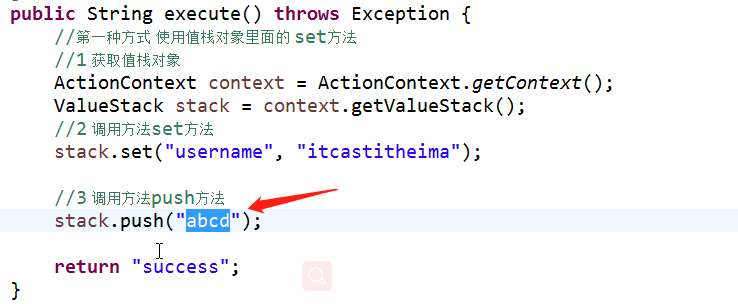 public String execute() throws Exception {
//第一种方式 使用值栈对象里面的 set方法
//1 获取值栈对象
ActionContext context = ActionContext.getContext();
ValueStack stack = context.getValueStack();
//2 调用方法set方法
stack.set("username", "itcastitheima");
//3 调用方法push方法
stack.push("abcd");
return "success";
}